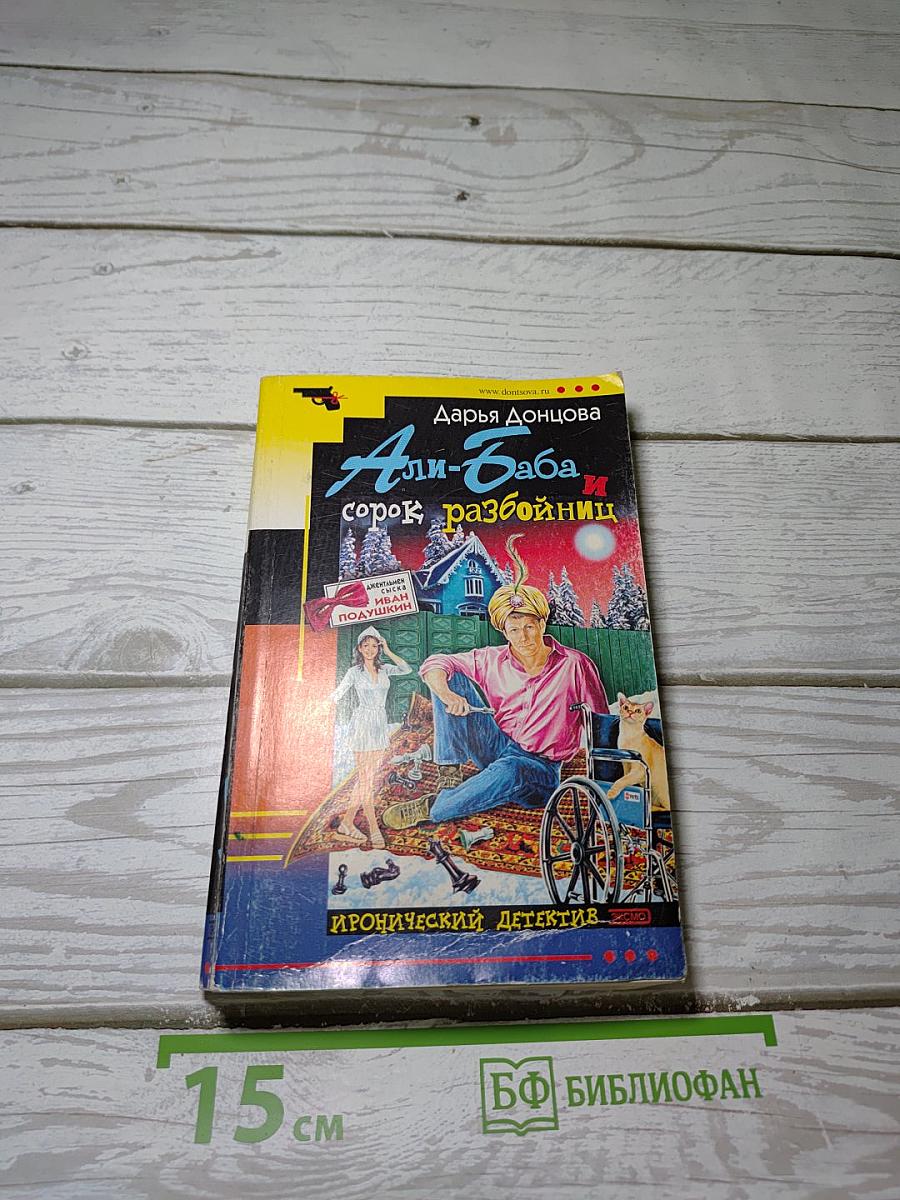 www.dontsova.ru
Дарья Донцова
Али-Баба и
сорок разбойниц
джентльмен
сыска
ИВАН
ПОДУШКИН
ИРОНИЧЕСКИЙ ДЕТЕКТИВ ЭКСМО
15 см
БФ БИБЛИОФАН